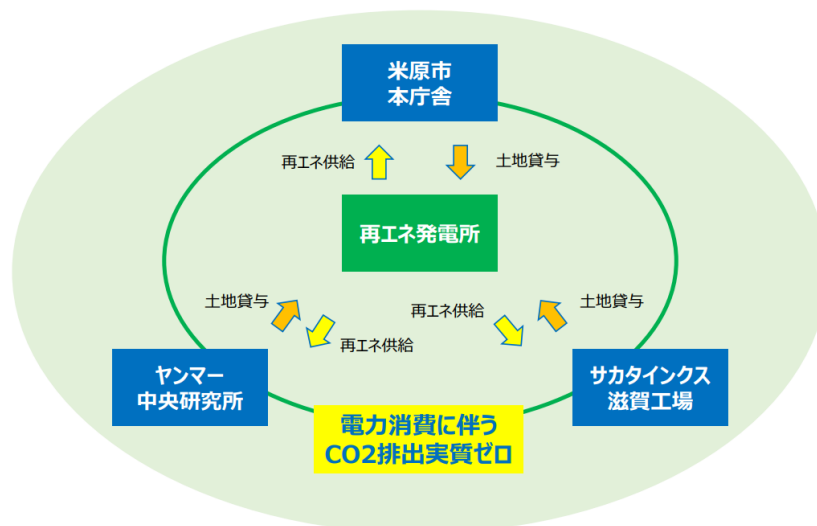 米原市
本庁舎
再エネ供給
土地貸与
再エネ発電所
土地貸与
再エネ供給
再エネ供給
土地貸与
ヤンマー
中央研究所
サカタインクス
滋賀工場
電力消費に伴う
CO2排出実質ゼロ